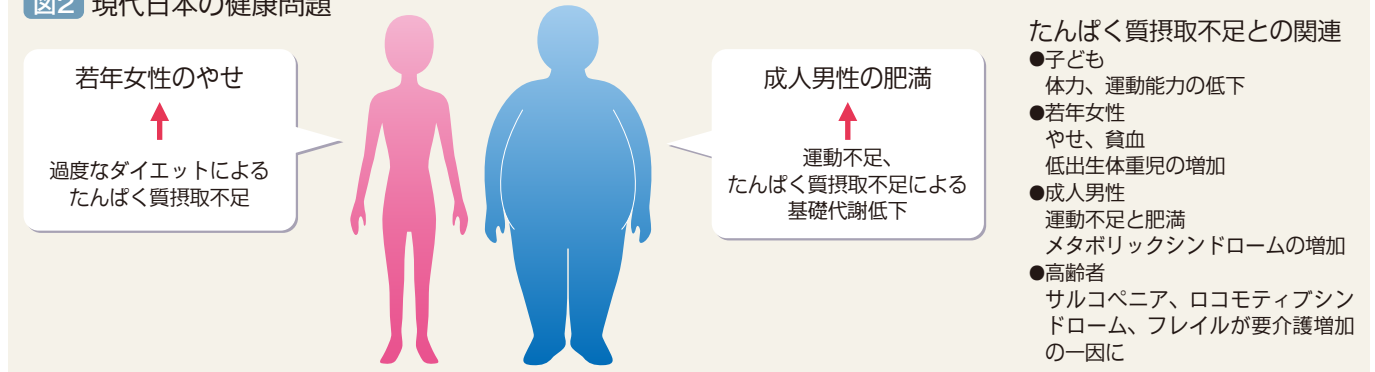 図2 現代日本の健康問題
若年女性のやせ
過度なダイエットによる
たんぱく質摂取不足
成人男性の肥満
運動不足、
たんぱく質摂取不足による
基礎代謝低下
たんぱく質摂取不足との関連
●子ども
体力、運動能力の低下
●若年女性
やせ、貧血
低出生体重児の増加
●成人男性
運動不足と肥満
メタボリックシンドロームの増加
●高齢者
サルコペニア、ロコモティブシン
ドローム、フレイルが要介護増加
の一因に